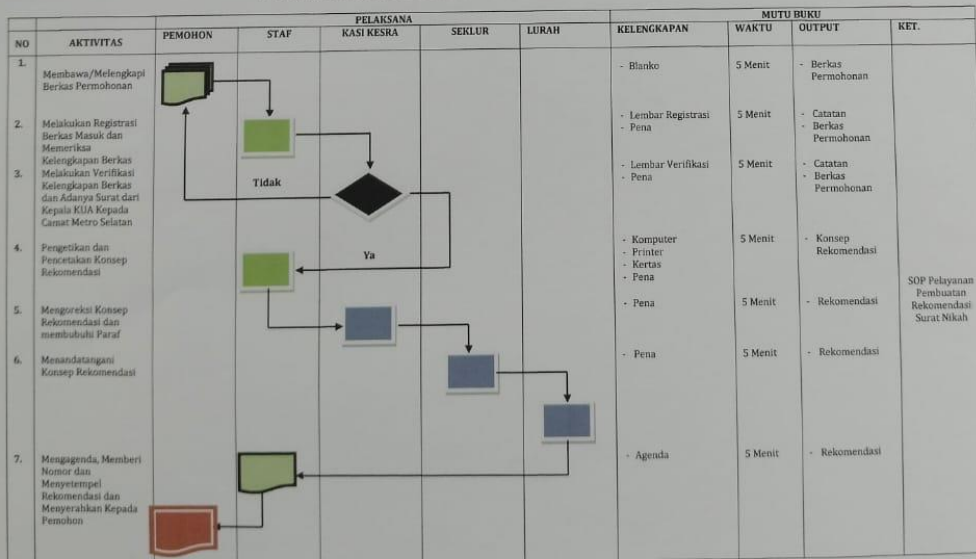 PELAKSANA
MUTU BUKU
NO
AKTIVITAS
PEMOHON
STAF
KASI KESRA
SEKLUR
LURAH
KELENGKAPAN
WAKTU
OUTPUT
KET.
1.
Membawa/Melengkapi
Berkas Permohonan
- Blanko
5 Menit
- Berkas
Permohonan
2.
Melakukan Registrasi
Berkas Masuk dan
Memeriksa
Kelengkapan Berkas
- Lembar Registrasi
- Pena
5 Menit
- Catatan
- Berkas
Permohonan
3.
Melakukan Verifikasi
Kelengkapan Berkas
dan Adanya Surat dari
Kepala KUA Kepada
Camat Metro Selatan
Tidak
- Lembar Verifikasi
- Pena
5 Menit
- Catatan
- Berkas
Permohonan
4.
Pengetikan dan
Pencetakan Konsep
Rekomendasi
Ya
- Komputer
- Printer
- Kertas
- Pena
5 Menit
- Konsep
Rekomendasi
5.
Mengoreksi Konsep
Rekomendasi dan
membubuhi Paraf
- Pena
5 Menit
- Rekomendasi
SOP Pelayanan
Pembuatan
Rekomendasi
Surat Nikah
6.
Menandatangani
Konsep Rekomendasi
- Pena
5 Menit
- Rekomendasi
7.
Mengagenda, Memberi
Nomor dan
Menyetempel
Rekomendasi dan
Menyerahkan Kepada
Pemohon
- Agenda
5 Menit
- Rekomendasi